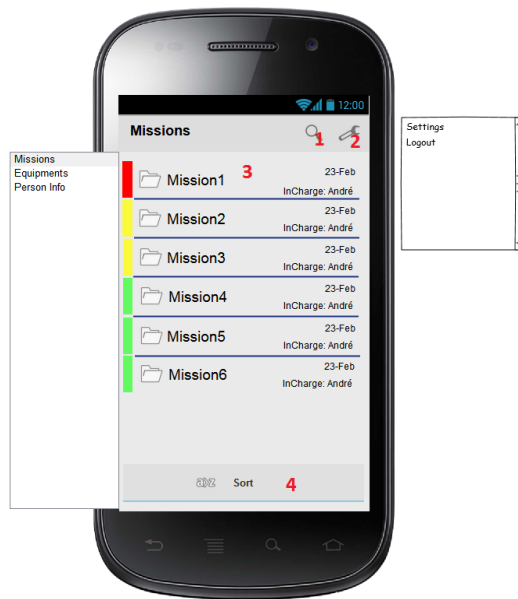 12:00
Missions
1
2
Settings
Logout
Missions
Equipments
Person Info
Mission1
3
23-Feb
InCharge: André
Mission2
23-Feb
InCharge: André
Mission3
23-Feb
InCharge: André
Mission4
23-Feb
InCharge: André
Mission5
23-Feb
InCharge: André
Mission6
23-Feb
InCharge: André
a)z Sort
4